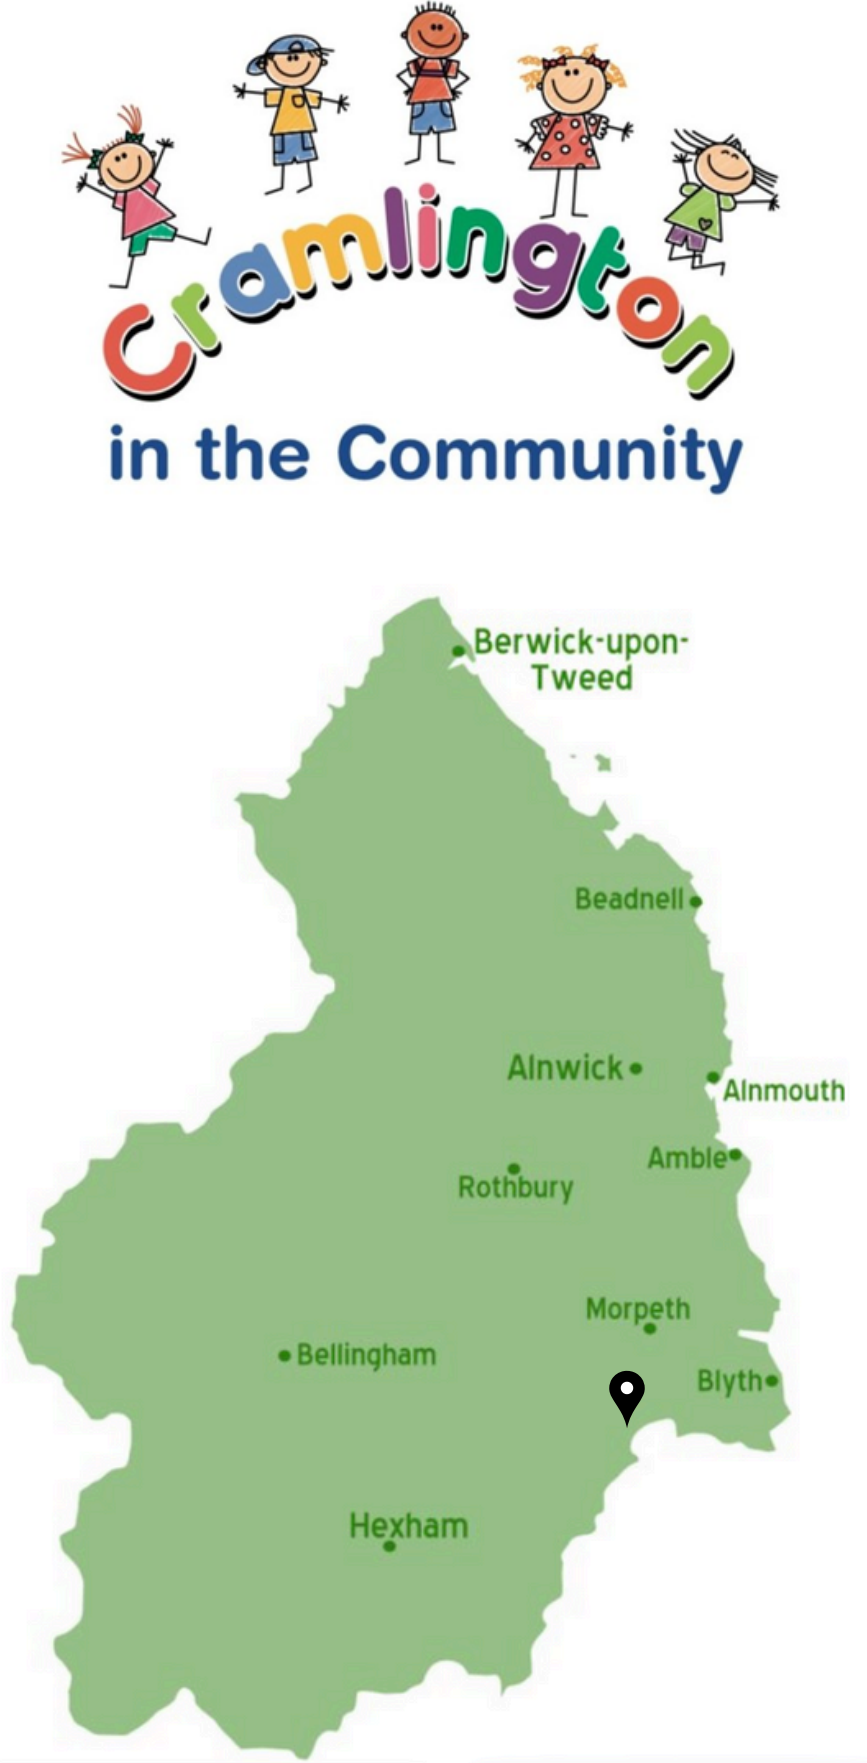 Cramlington
in the Community
Berwick-upon-
Tweed
Beadnell
Alnwick
Alnmouth
Amble
Rothbury
Morpeth
Bellingham
Blyth
Hexham